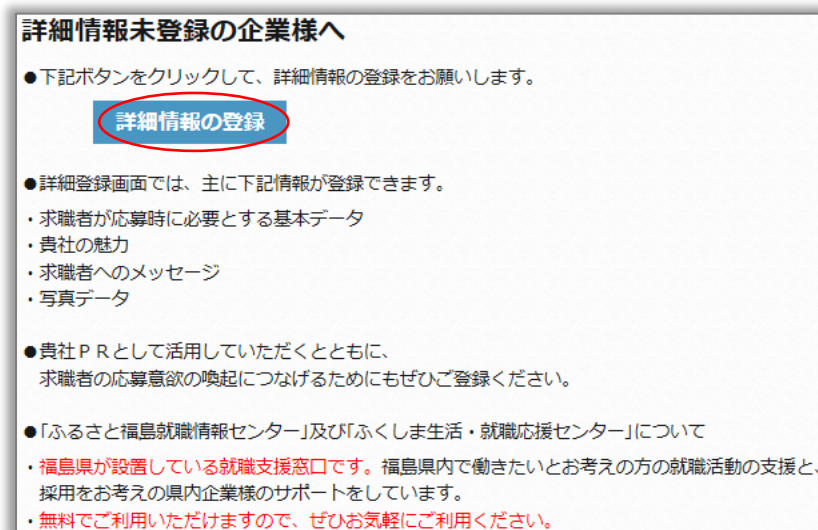 詳細情報未登録の企業様へ
●下記ボタンをクリックして、詳細情報の登録をお願いします。
詳細情報の登録
●詳細登録画面では、主に下記情報が登録できます。
・求職者が応募時に必要とする基本データ
・貴社の魅力
・求職者へのメッセージ
・写真データ
●貴社ＰＲとして活用していただくとともに、
求職者の応募意欲の喚起につなげるためにもぜひご登録ください。
●「ふるさと福島就職情報センター」及び「ふくしま生活・就職応援センター」について
・福島県が設置している就職支援窓口です。福島県内で働きたいとお考えの方の就職活動の支援と、
採用をお考えの県内企業様のサポートをしています。
・無料でご利用いただけますので、ぜひお気軽にご利用ください。